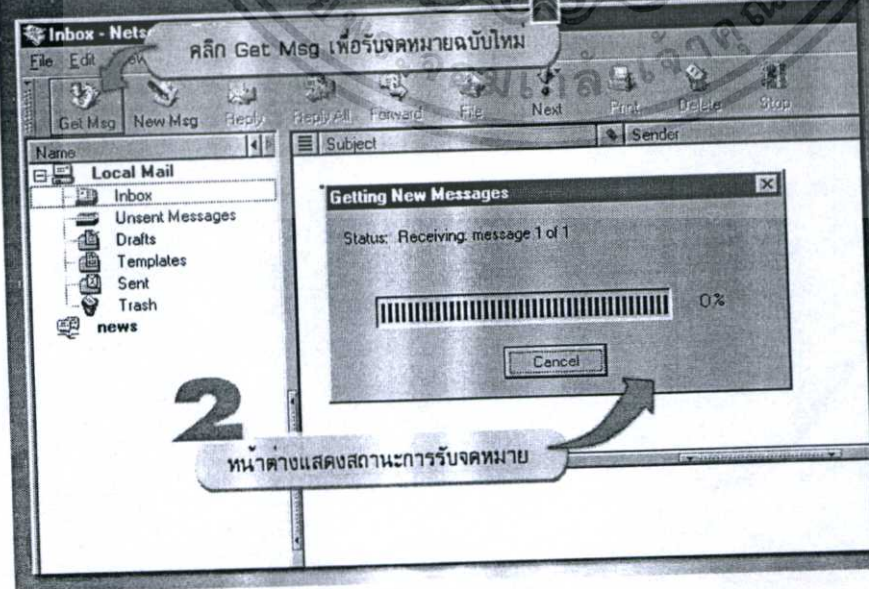 Inbox - Nets
คลิก Get Msg เพื่อรับจดหมายฉบับใหม่
File Edit
Get Msg New Msg Reply Reply All Forward File Next Print Delete Stop
Name Subject Sender
Local Mail
Inbox
Unsent Messages
Drafts
Templates
Sent
Trash
news
Getting New Messages
Status: Receiving: message 1 of 1
0%
Cancel
2
หน้าต่างแสดงสถานะการรับจดหมาย